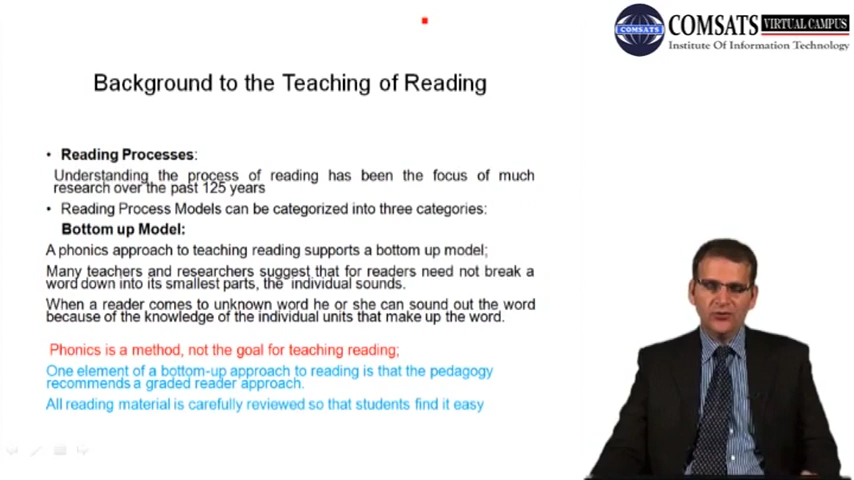 COMSATS
COMSATS VIRTUAL CAMPUS
Institute Of Information Technology
Background to the Teaching of Reading
• Reading Processes:
Understanding the process of reading has been the focus of much
research over the past 125 years
• Reading Process Models can be categorized into three categories:
Bottom up Model:
A phonics approach to teaching reading supports a bottom up model;
Many teachers and researchers suggest that for readers need not break a
word down into its smallest parts, the individual sounds.
When a reader comes to unknown word he or she can sound out the word
because of the knowledge of the individual units that make up the word.
Phonics is a method, not the goal for teaching reading;
One element of a bottom-up approach to reading is that the pedagogy
recommends a graded reader approach.
All reading material is carefully reviewed so that students find it easy